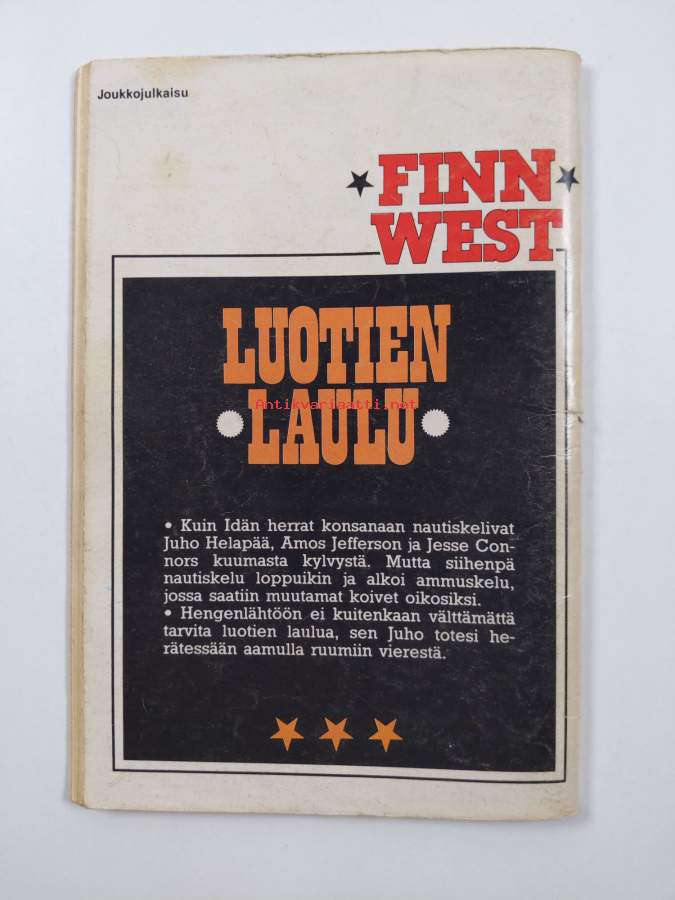 Joukkojulkaisu
FINN
WEST
LUOTIEN
Antikvariaatti.net
LAULU
• Kuin Idän herrat konsanaan nautiskelivat
Juho Helapää, Amos Jefferson ja Jesse Con-
nors kuumasta kylvystä. Mutta siihenpä
nautiskelu loppuikin ja alkoi ammuskelu,
jossa saatiin muutamat koivet oikosiksi.
• Hengenlähtöön ei kuitenkaan välttämättä
tarvita luotien laulua, sen Juho totesi he-
rätessään aamulla ruumiin vierestä.